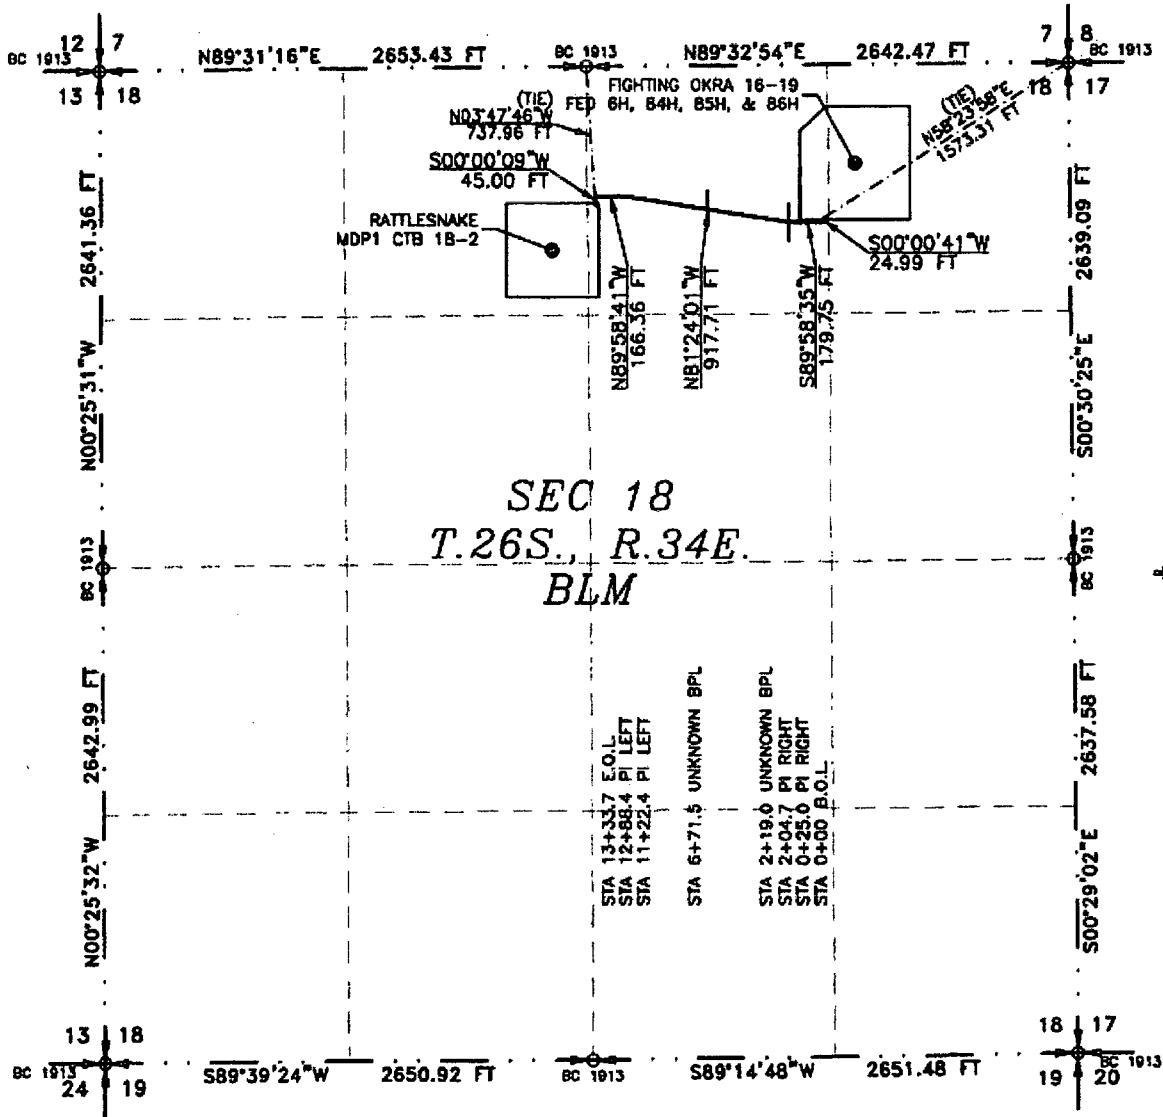 12 7
BC 1913
13 18
N89°31'16"E 2653.43 FT
BC 1913
N89°32'54"E 2642.47 FT
7 8
BC 1913
18 17
(TIE)
N03°47'46"W
737.96 FT
FIGHTING OKRA 16-19
FED 6H, 84H, 85H, & 86H
(TIE)
N58°23'58"E
1573.31 FT
S00°00'09"W
45.00 FT
RATTLESNAKE
MDP1 CTB 18-2
S00°00'41"W
24.99 FT
N89°58'41"W
166.36 FT
N81°24'01"W
917.71 FT
S89°58'35"W
179.75 FT
N00°25'31"W 2641.36 FT
S00°30'25"E 2639.09 FT
SEC 18
T.26S., R.34E.
BLM
BC 1913
BC 1913
N00°25'32"W 2642.99 FT
S00°29'02"E 2637.58 FT
STA 13+33.7 E.O.L.
STA 12+88.4 PI LEFT
STA 11+22.4 PI LEFT
STA 6+71.5 UNKNOWN BPL
STA 2+19.0 UNKNOWN BPL
STA 2+04.7 PI RIGHT
STA 0+25.0 PI RIGHT
STA 0+00 B.O.L.
13 18
BC 1913
24 19
S89°39'24"W 2650.92 FT
BC 1913
S89°14'48"W 2651.48 FT
18 17
BC 1913
19 20